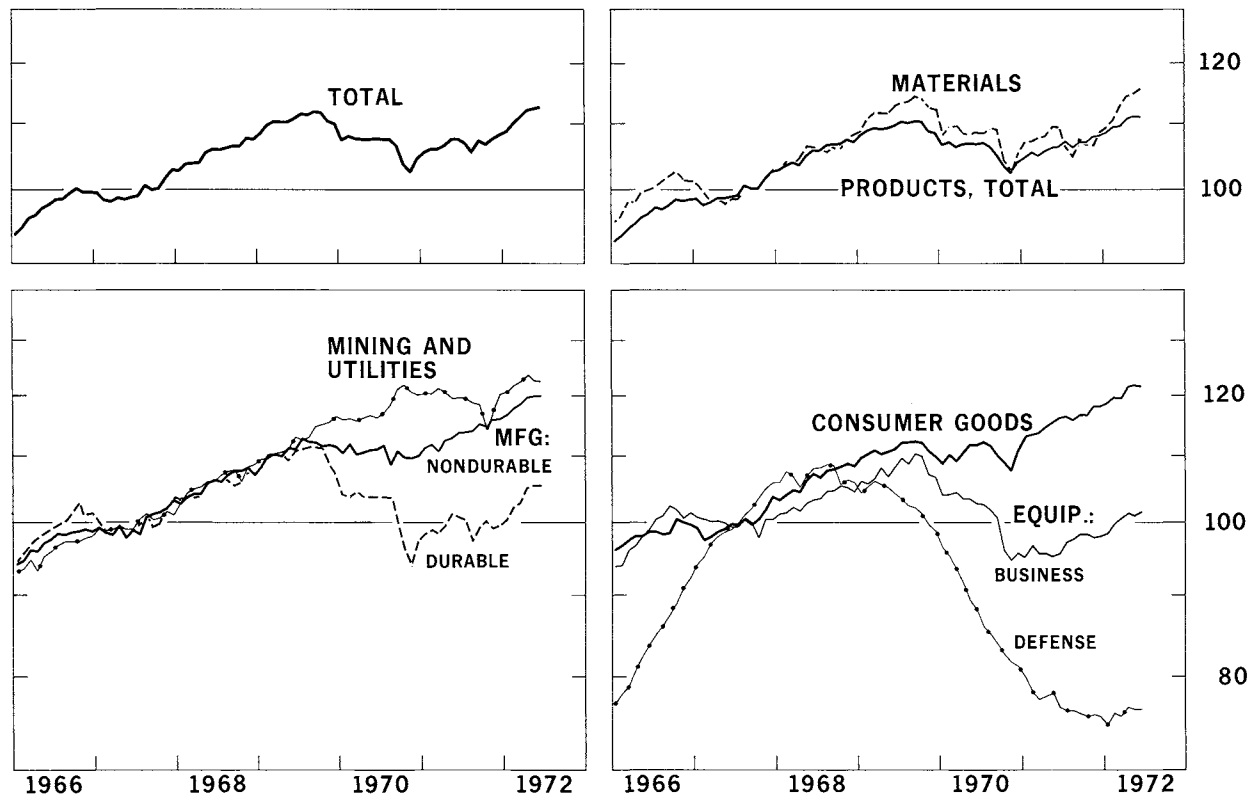 TOTAL
MATERIALS
PRODUCTS, TOTAL
120
100
MINING AND
UTILITIES
MFG:
NONDURABLE
DURABLE
CONSUMER GOODS
EQUIP.:
BUSINESS
DEFENSE
120
100
80
1966 1968 1970 1972
1966 1968 1970 1972